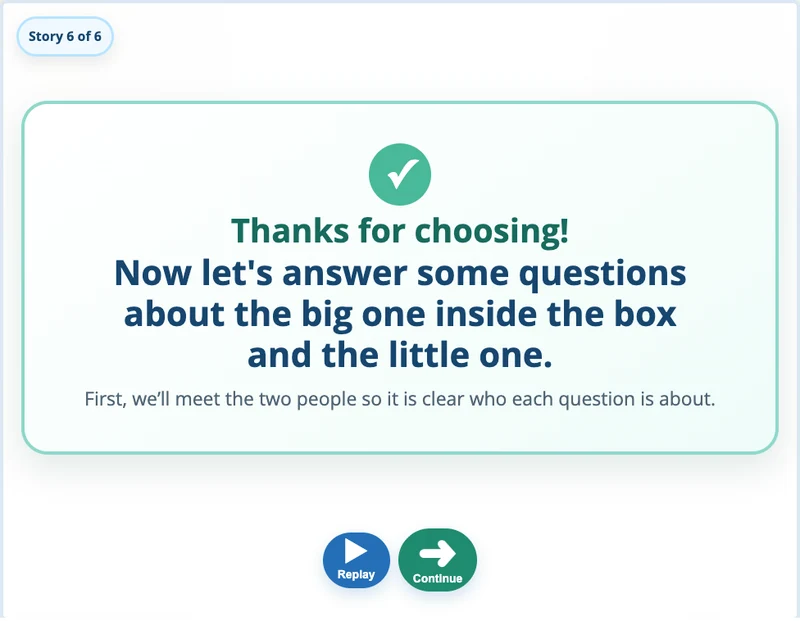 Story 6 of 6
Thanks for choosing!
Now let's answer some questions
about the big one inside the box
and the little one.
First, we’ll meet the two people so it is clear who each question is about.
Replay
Continue